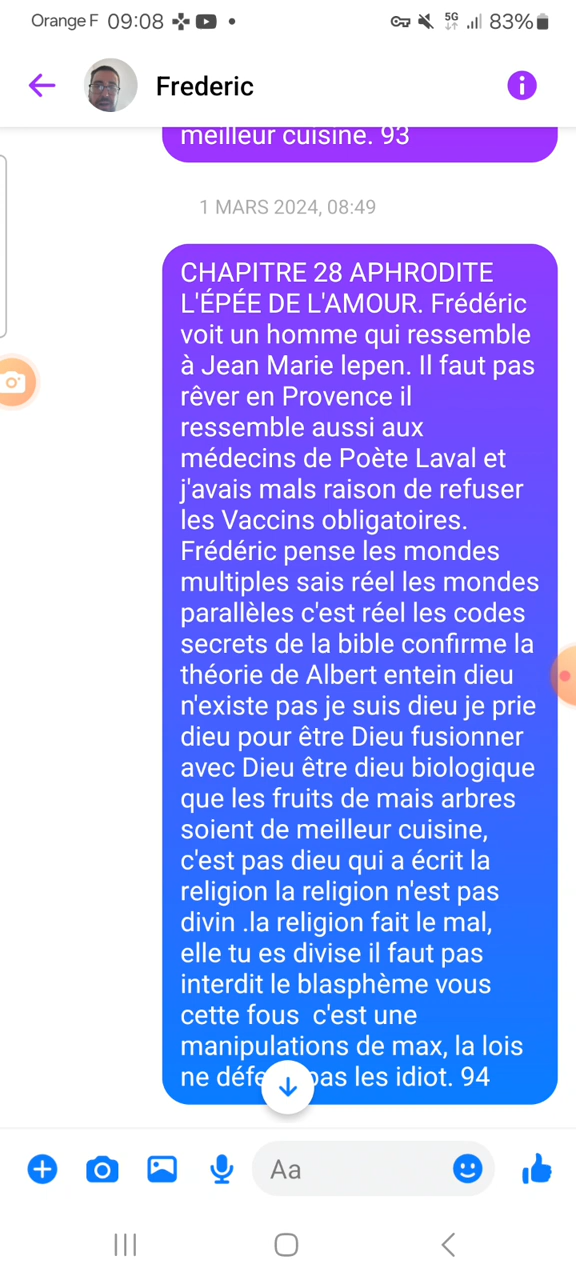 Orange F 09:08 5G 83%
Frederic
meilleur cuisine. 93
1 MARS 2024, 08:49
CHAPITRE 28 APHRODITE
L'ÉPÉE DE L'AMOUR. Frédéric
voit un homme qui ressemble
à Jean Marie lepen. Il faut pas
rêver en Provence il
ressemble aussi aux
médecins de Poète Laval et
j'avais mals raison de refuser
les Vaccins obligatoires.
Frédéric pense les mondes
multiples sais réel les mondes
parallèles c'est réel les codes
secrets de la bible confirme la
théorie de Albert entein dieu
n'existe pas je suis dieu je prie
dieu pour être Dieu fusionner
avec Dieu être dieu biologique
que les fruits de mais arbres
soient de meilleur cuisine,
c'est pas dieu qui a écrit la
religion la religion n'est pas
divin .la religion fait le mal,
elle tu es divise il faut pas
interdit le blasphème vous
cette fous  c'est une
manipulations de max, la lois
ne pas les idiot. 94
Aa